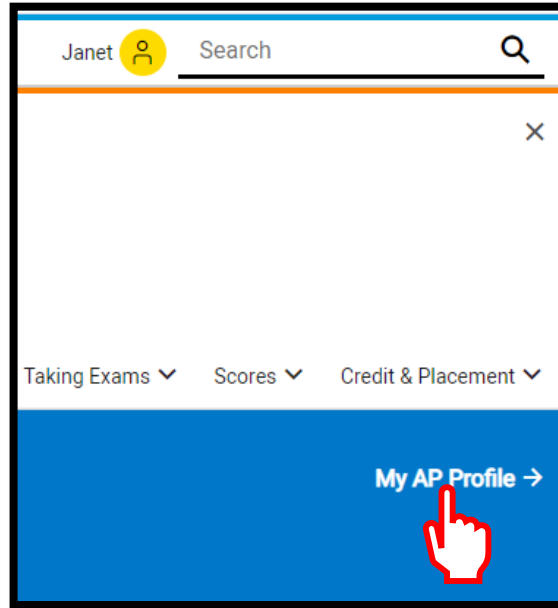 Janet Search
Taking Exams Scores Credit & Placement
My AP Profile →